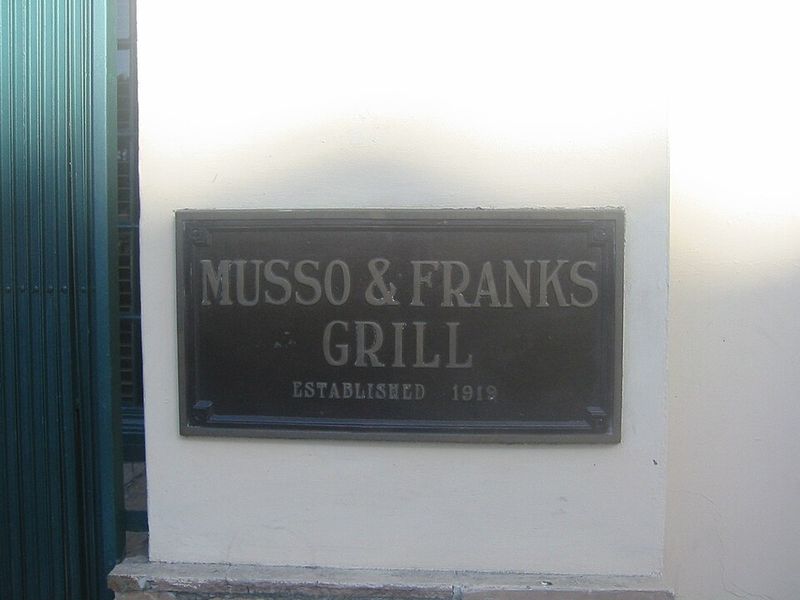 MUSSO & FRANKS
GRILL
ESTABLISHED 1919